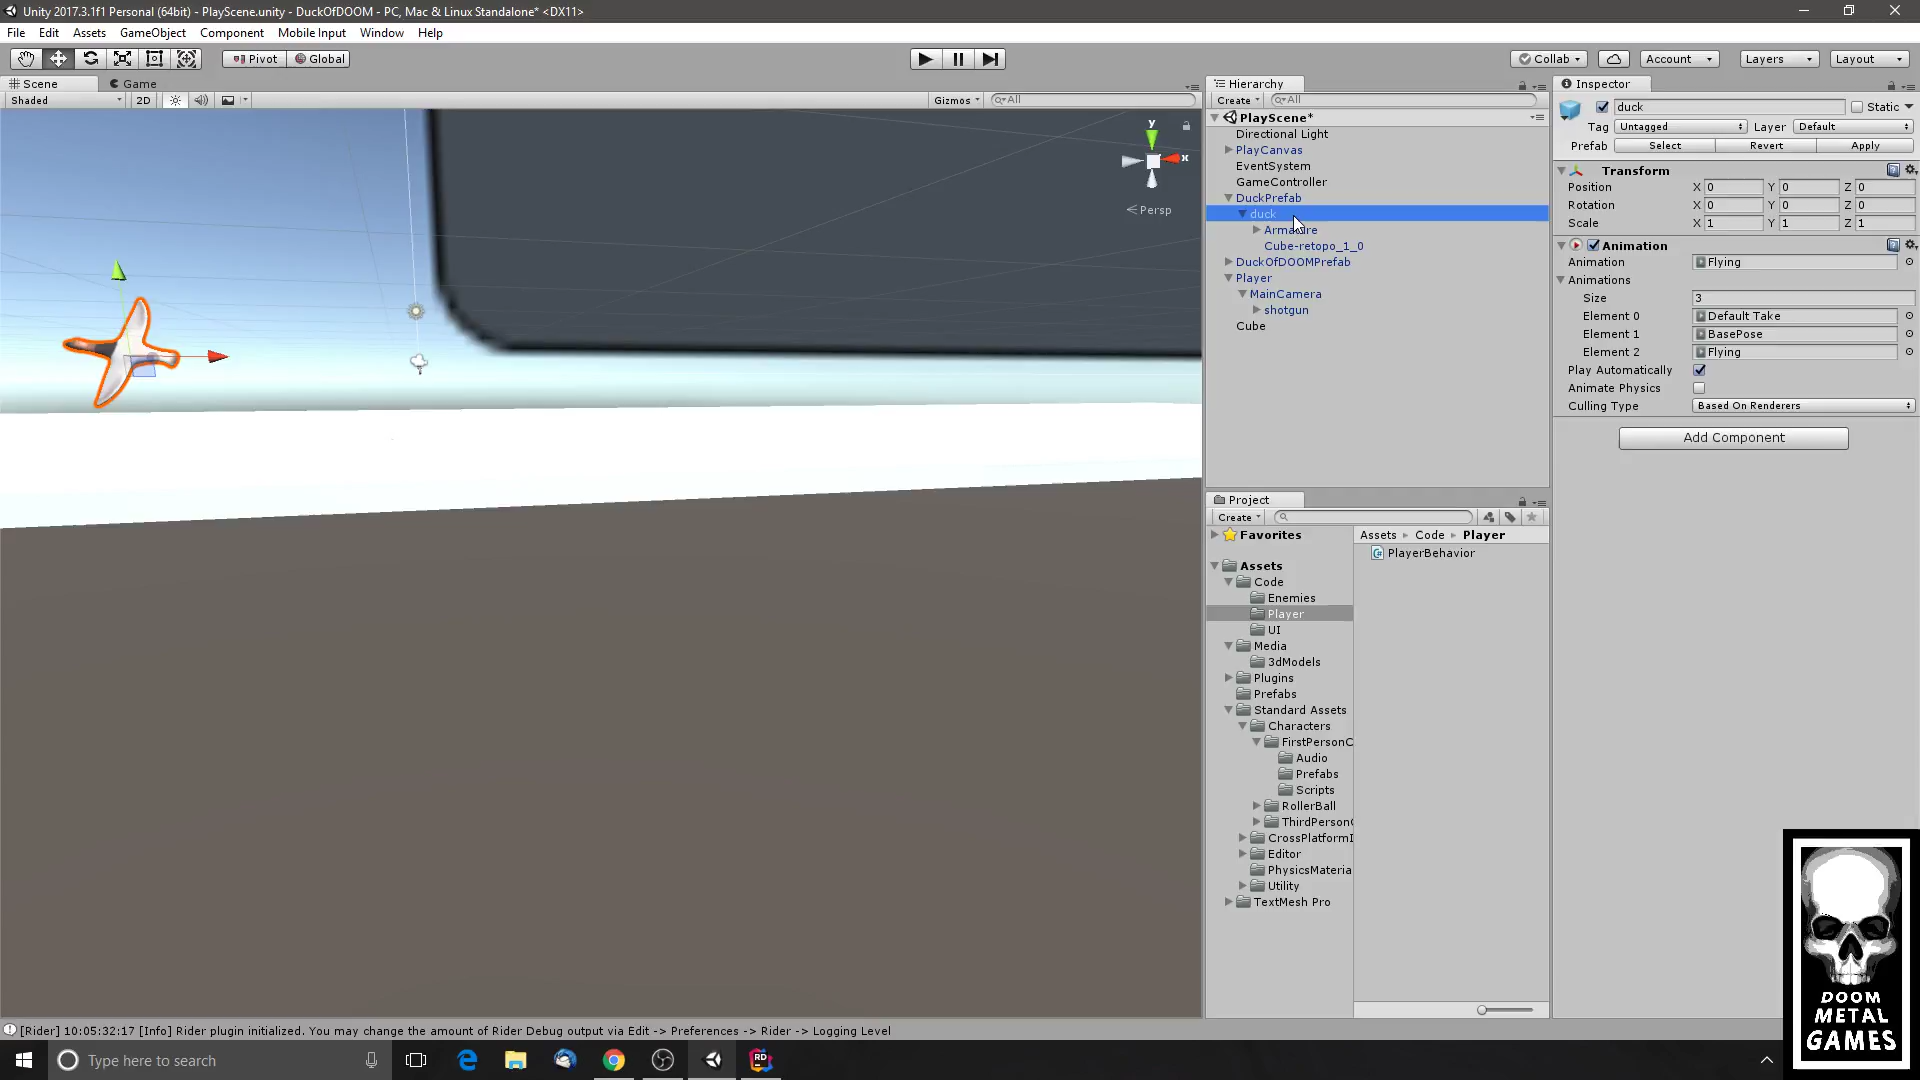 Unity 2017.3.1f1 Personal (64bit) - PlayScene.unity - DuckOfDOOM - PC, Mac & Linux Standalone* <DX11>
File Edit Assets GameObject Component Mobile Input Window Help
Pivot Global Collab Account Layers Layout
Scene Game
Shaded 2D Gizmos All
y
x
Persp
Hierarchy
Create All
PlayScene*
Directional Light
PlayCanvas
EventSystem
GameController
DuckPrefab
duck
Armature
Cube-retopo_1_0
DuckOfDOOMPrefab
Player
MainCamera
shotgun
Cube
Inspector
duck Static
Tag Untagged Layer Default
Prefab Select Revert Apply
Transform
Position X 0 Y 0 Z 0
Rotation X 0 Y 0 Z 0
Scale X 1 Y 1 Z 1
Animation
Animation Flying
Animations
Size 3
Element 0 Default Take
Element 1 BasePose
Element 2 Flying
Play Automatically
Animate Physics
Culling Type Based On Renderers
Add Component
Project
Create
Favorites
Assets
Code
Enemies
Player
UI
Media
3dModels
Plugins
Prefabs
Standard Assets
Characters
FirstPersonC
Audio
Prefabs
Scripts
RollerBall
ThirdPerson
CrossPlatformI
Editor
PhysicsMateria
Utility
TextMesh Pro
Assets Code Player
PlayerBehavior
[Rider] 10:05:32:17 [Info] Rider plugin initialized. You may change the amount of Rider Debug output via Edit -> Preferences -> Rider -> Logging Level
Type here to search
RD
DOOM
METAL
GAMES